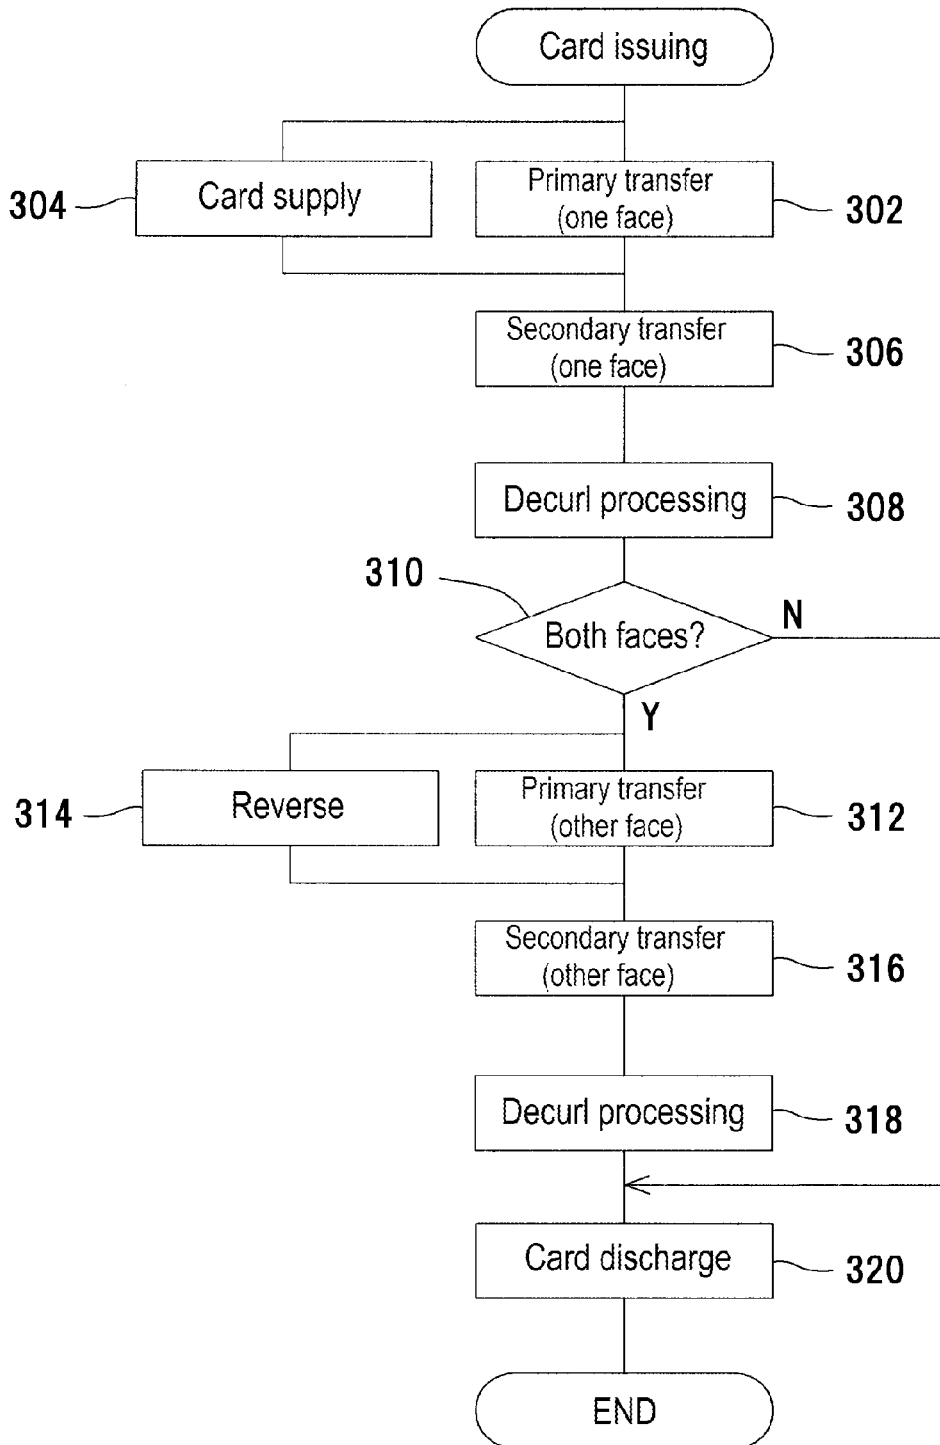 Card issuing
304
Card supply
Primary transfer
(one face)
302
Secondary transfer
(one face)
306
Decurl processing
308
310
Both faces?
N
Y
314
Reverse
Primary transfer
(other face)
312
Secondary transfer
(other face)
316
Decurl processing
318
Card discharge
320
END